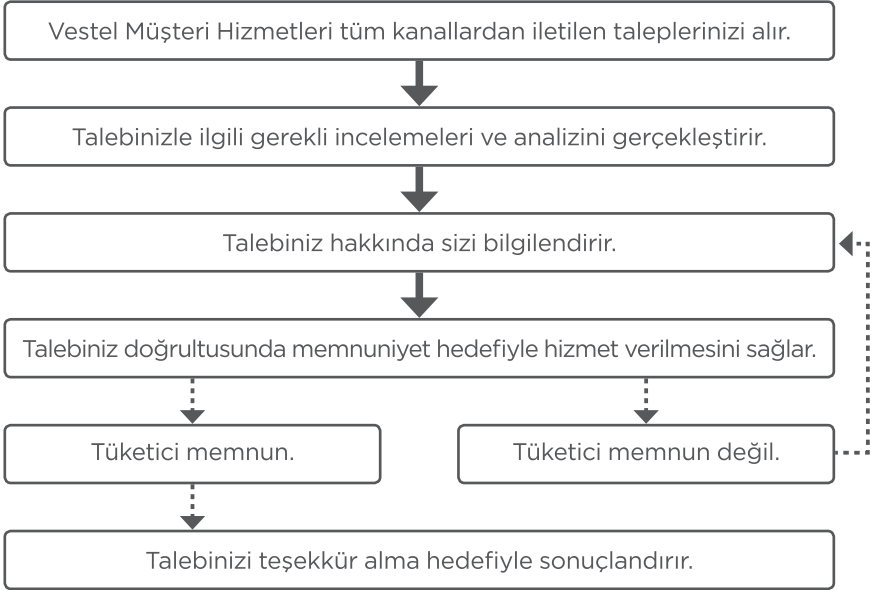 Vestel Müşteri Hizmetleri tüm kanallardan iletilen taleplerinizi alır.
Talebinizle ilgili gerekli incelemeleri ve analizini gerçekleştirir.
Talebiniz hakkında sizi bilgilendirir.
Talebiniz doğrultusunda memnuniyet hedefiyle hizmet verilmesini sağlar.
Tüketici memnun.
Tüketici memnun değil.
Talebinizi teşekkür alma hedefiyle sonuçlandırır.